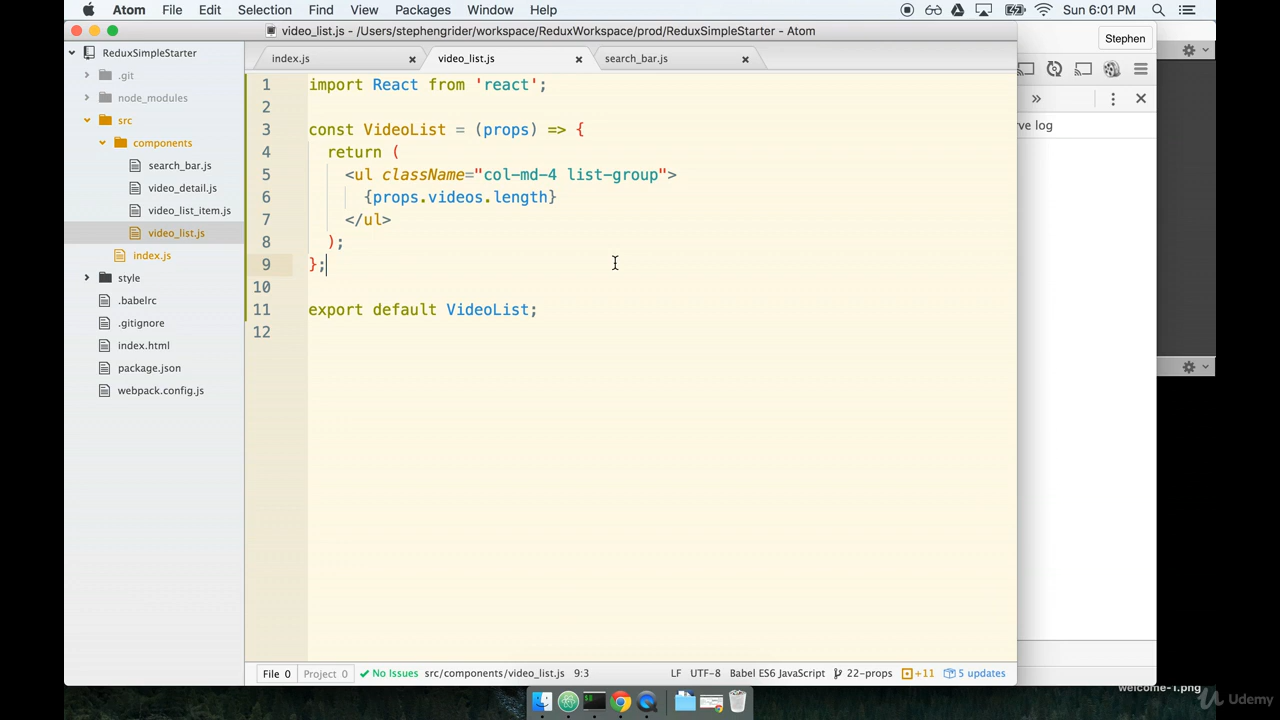 Atom File Edit Selection Find View Packages Window Help Sun 6:01 PM
video_list.js - /Users/stephengrider/workspace/ReduxWorkspace/prod/ReduxSimpleStarter - Atom
Stephen
RediuxSimpleStarter
.git
node_modules
src
components
search_bar.js
video_detail.js
video_list_item.js
video_list.js
index.js
style
.babelrc
.gitignore
index.html
package.json
webpack.config.js
index.js video_list.js search_bar.js
1 import React from 'react';
2
3 const VideoList = (props) => {
4 return (
5 <ul className="col-md-4 list-group">
6 {props.videos.length}
7 </ul>
8 );
9 };
10
11 export default VideoList;
12
»
ve log
File 0 Project 0 No Issues src/components/video_list.js 9:3 LF UTF-8 Babel ES6 JavaScript 22-props +11 5 updates
welcome-1.png
Udemy